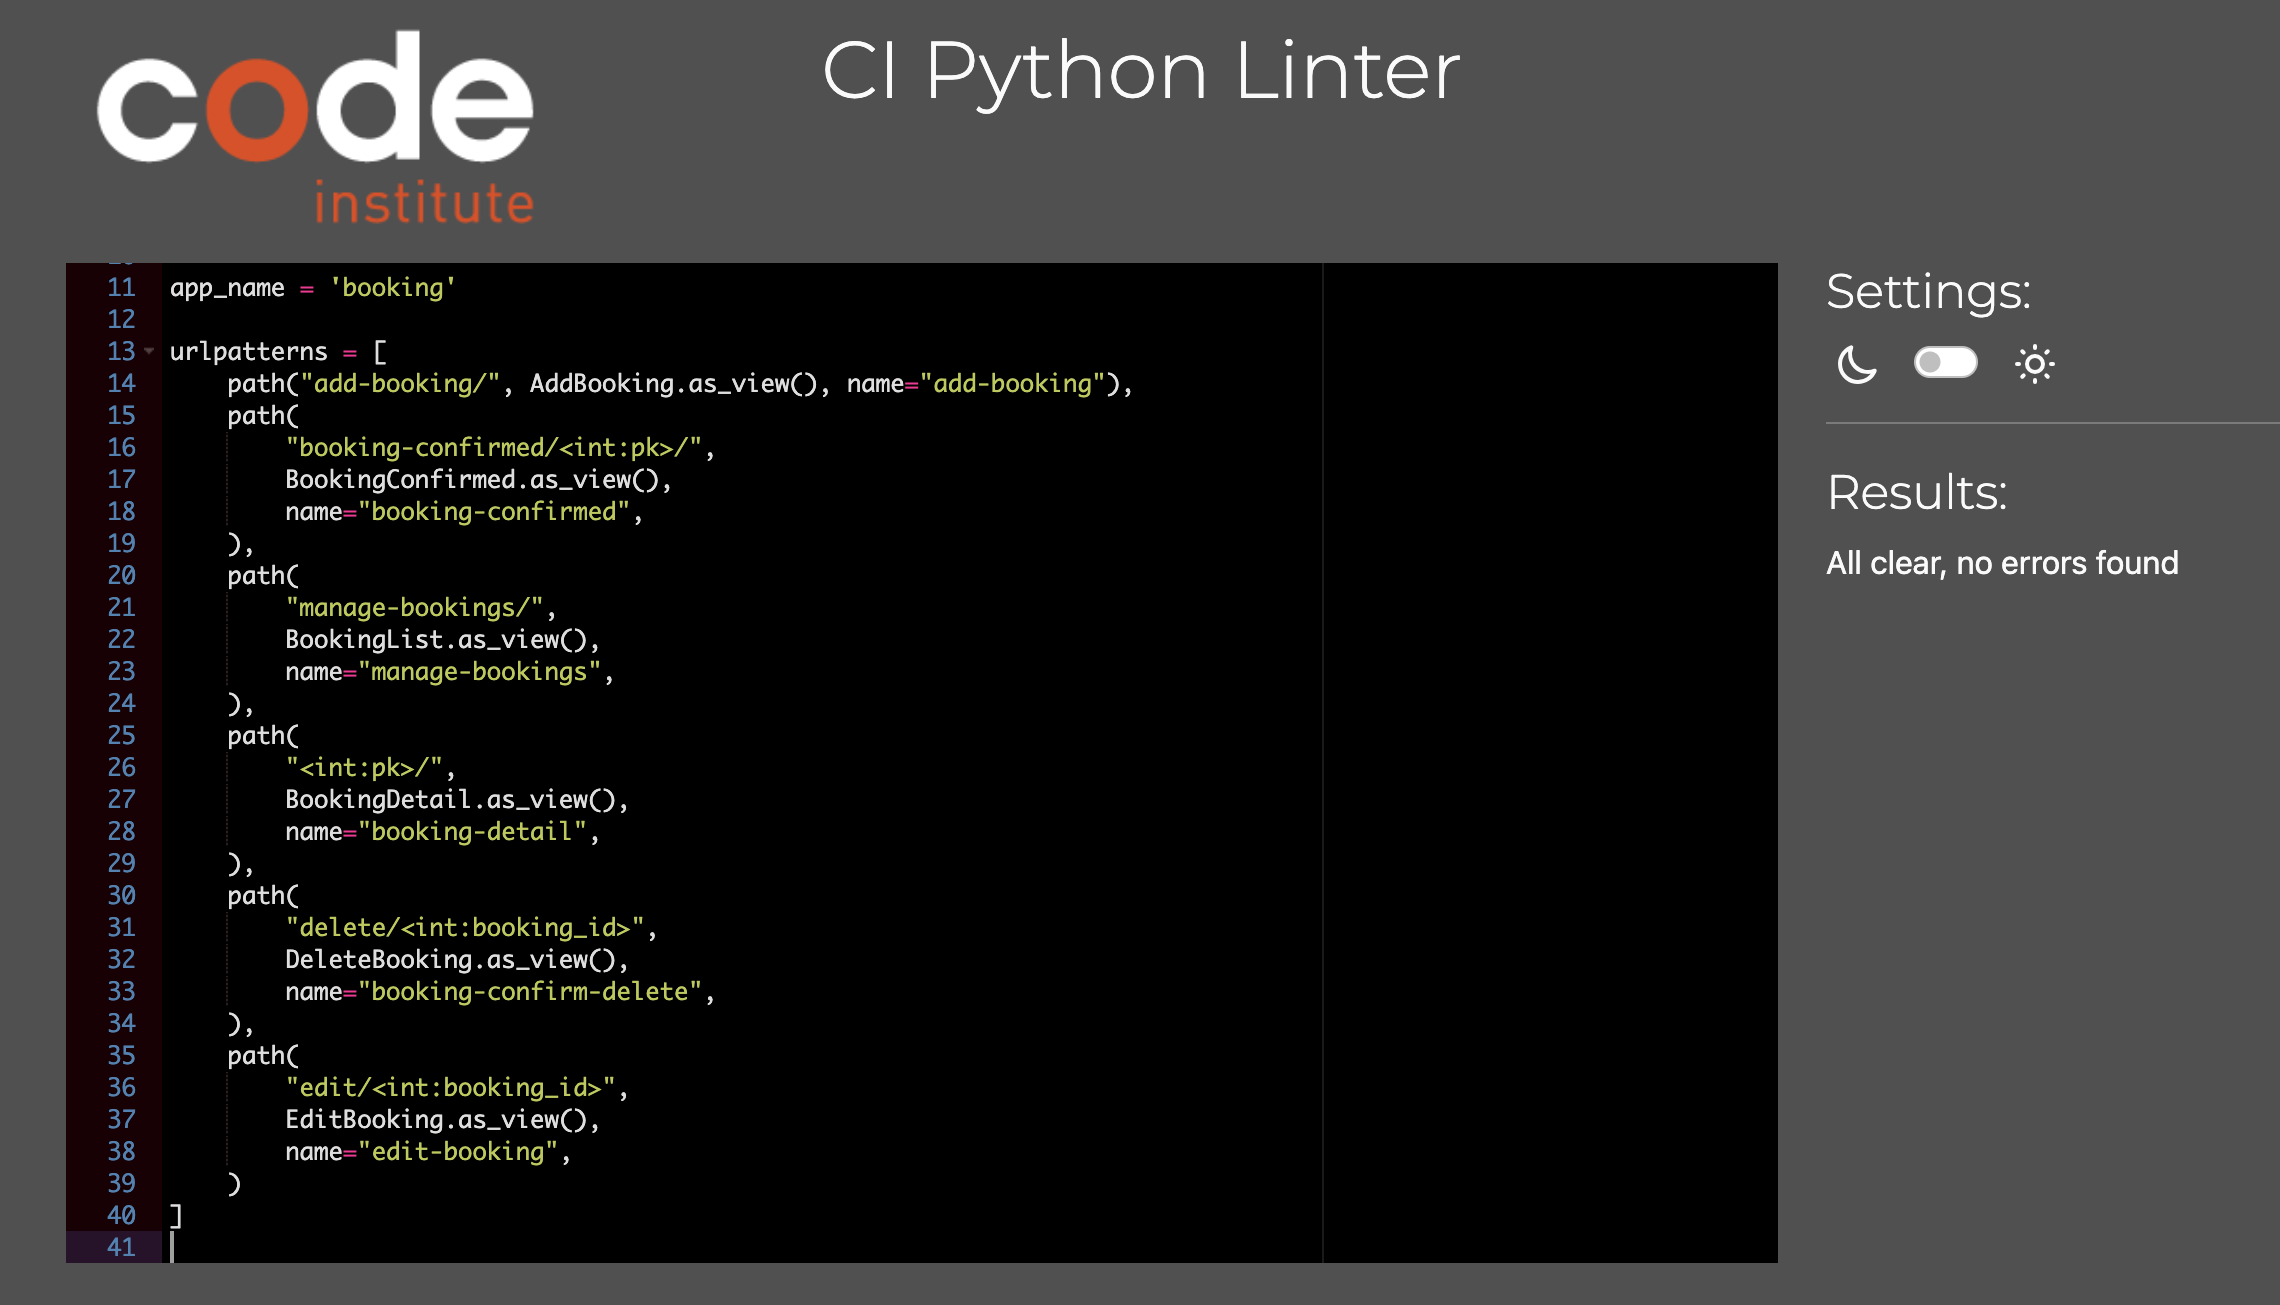 code
institute
CI Python Linter
11 app_name = 'booking'
12
13 urlpatterns = [
14     path("add-booking/", AddBooking.as_view(), name="add-booking"),
15     path(
16         "booking-confirmed/<int:pk>/",
17         BookingConfirmed.as_view(),
18         name="booking-confirmed",
19     ),
20     path(
21         "manage-bookings/",
22         BookingList.as_view(),
23         name="manage-bookings",
24     ),
25     path(
26         "<int:pk>/",
27         BookingDetail.as_view(),
28         name="booking-detail",
29     ),
30     path(
31         "delete/<int:booking_id>",
32         DeleteBooking.as_view(),
33         name="booking-confirm-delete",
34     ),
35     path(
36         "edit/<int:booking_id>",
37         EditBooking.as_view(),
38         name="edit-booking",
39     )
40 ]
41
Settings:
Results:
All clear, no errors found